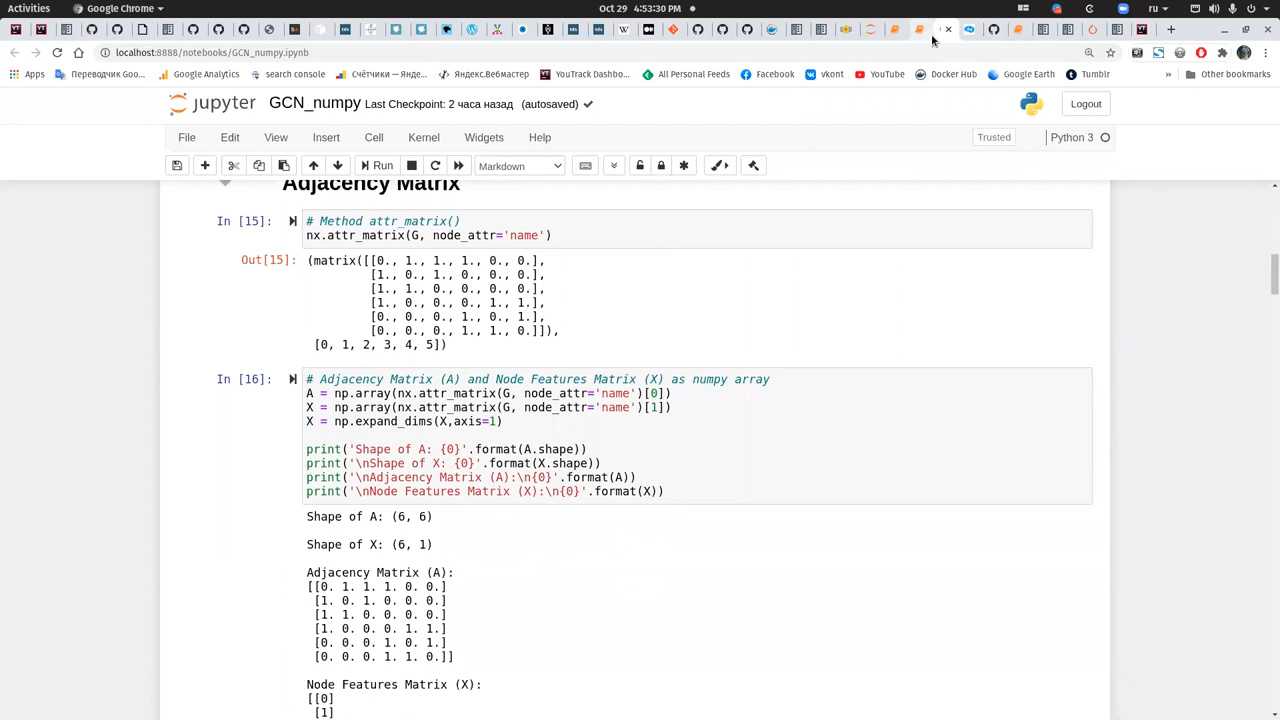 Activities
Google Chrome
Oct 29 4:53:30 PM
ru
localhost:8888/notebooks/GCN_numpy.ipynb
Apps
Переводчик Goo...
Google Analytics
search console
Счётчики — Янде...
Яндекс.Вебмастер
YouTrack Dashbo...
All Personal Feeds
Facebook
vkont
YouTube
Docker Hub
Google Earth
Tumblr
»
Other bookmarks
jupyter
GCN_numpy Last Checkpoint: 2 часа назад (autosaved)
Logout
File
Edit
View
Insert
Cell
Kernel
Widgets
Help
Trusted
Python 3
Run
Markdown
Adjacency Matrix
In [15]:
# Method attr_matrix()
nx.attr_matrix(G, node_attr='name')
Out[15]:
(matrix([[0., 1., 1., 1., 0., 0.],
[1., 0., 1., 0., 0., 0.],
[1., 1., 0., 0., 0., 0.],
[1., 0., 0., 0., 1., 1.],
[0., 0., 0., 1., 0., 1.],
[0., 0., 0., 1., 1., 0.]]),
[0, 1, 2, 3, 4, 5])
In [16]:
# Adjacency Matrix (A) and Node Features Matrix (X) as numpy array
A = np.array(nx.attr_matrix(G, node_attr='name')[0])
X = np.array(nx.attr_matrix(G, node_attr='name')[1])
X = np.expand_dims(X,axis=1)
print('Shape of A: {0}'.format(A.shape))
print('\nShape of X: {0}'.format(X.shape))
print('\nAdjacency Matrix (A):\n{0}'.format(A))
print('\nNode Features Matrix (X):\n{0}'.format(X))
Shape of A: (6, 6)
Shape of X: (6, 1)
Adjacency Matrix (A):
[[0. 1. 1. 1. 0. 0.]
[1. 0. 1. 0. 0. 0.]
[1. 1. 0. 0. 0. 0.]
[1. 0. 0. 0. 1. 1.]
[0. 0. 0. 1. 0. 1.]
[0. 0. 0. 1. 1. 0.]]
Node Features Matrix (X):
[[0]
[1]